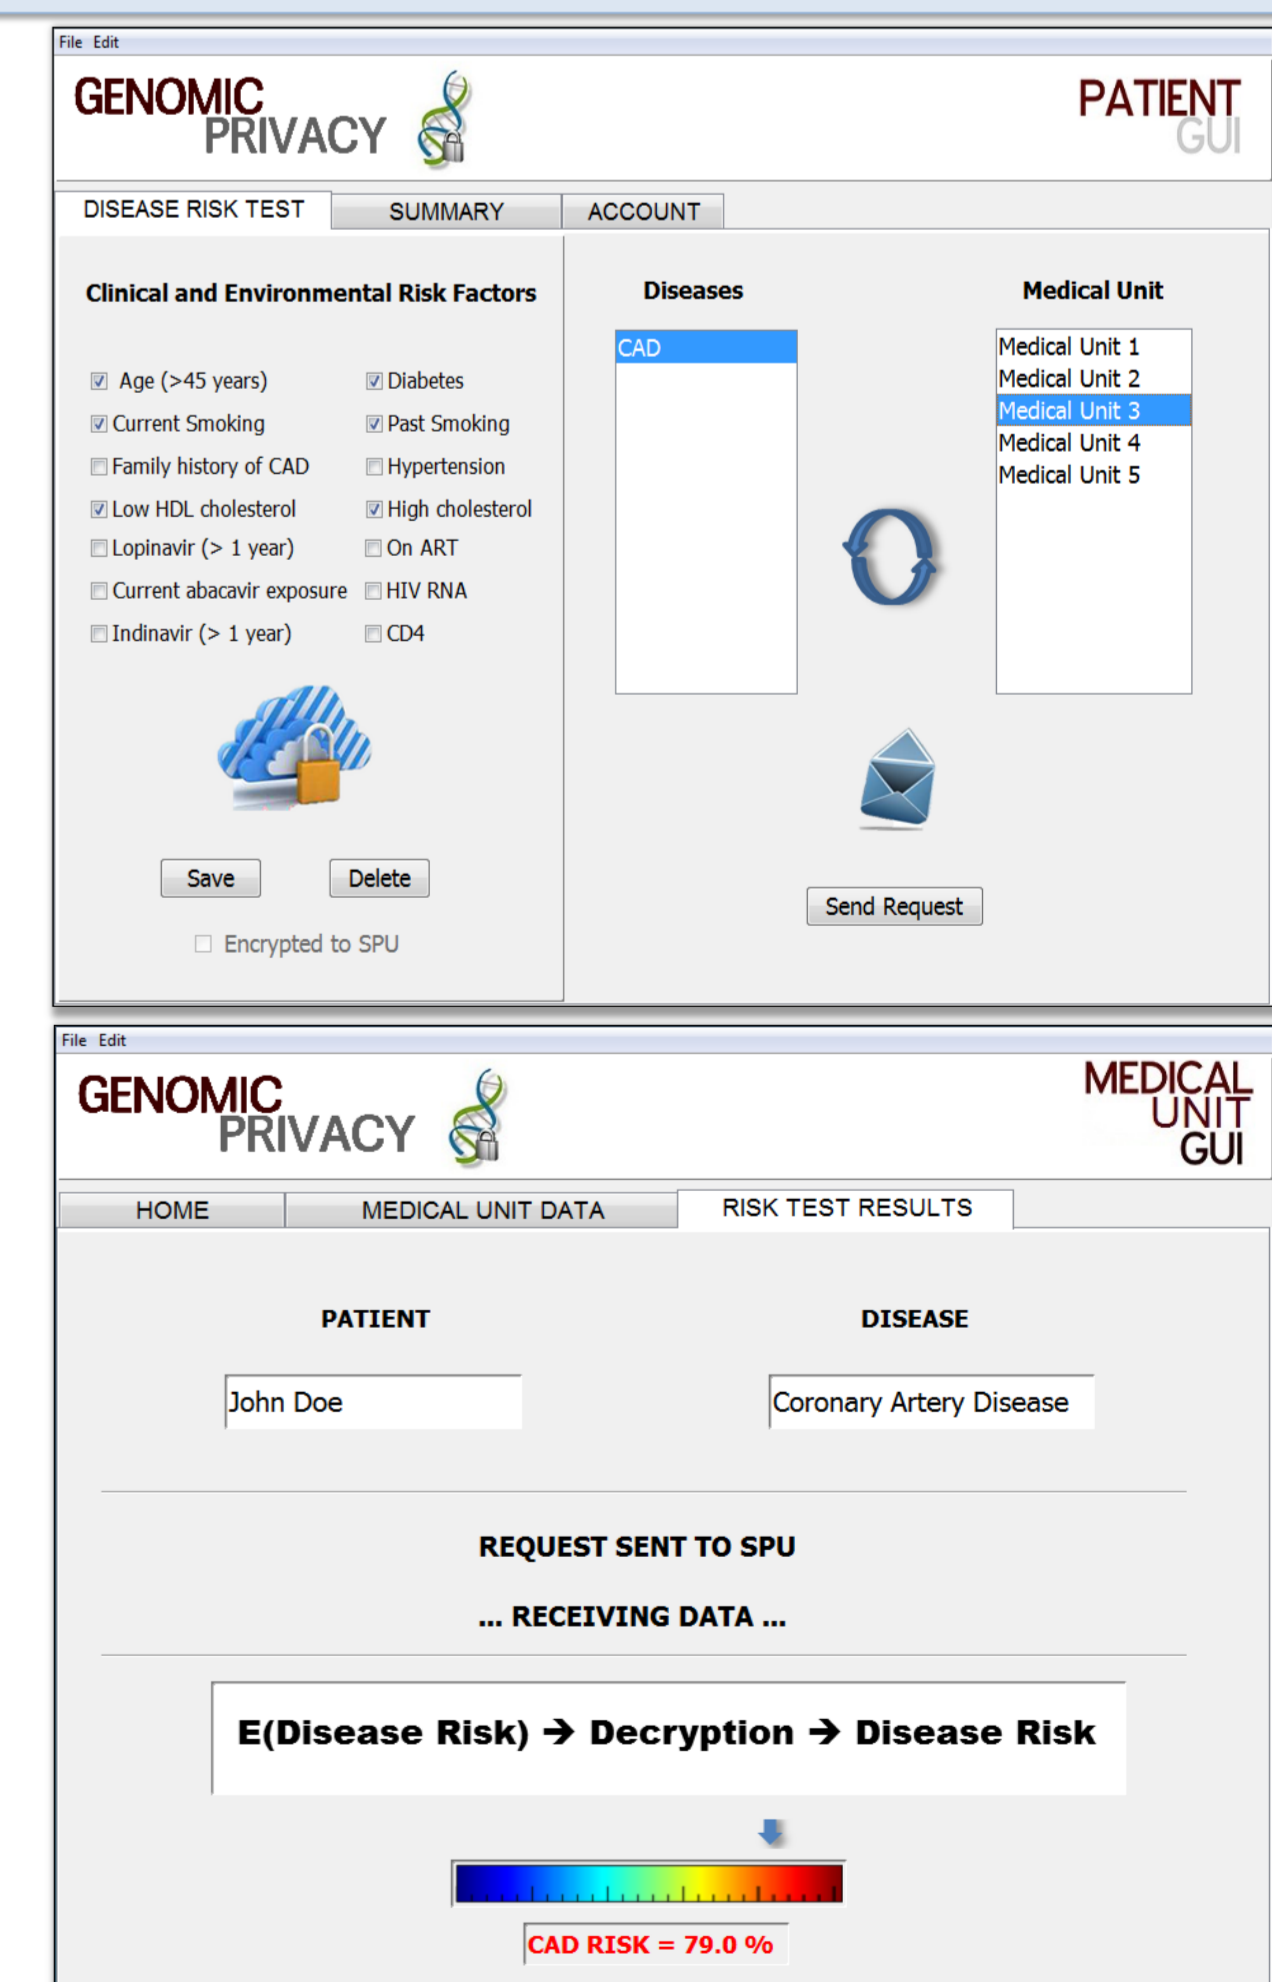 File Edit
GENOMIC
PRIVACY
PATIENT
GUI
DISEASE RISK TEST
SUMMARY
ACCOUNT
Clinical and Environmental Risk Factors
Age (>45 years)
Diabetes
Current Smoking
Past Smoking
Family history of CAD
Hypertension
Low HDL cholesterol
High cholesterol
Lopinavir (> 1 year)
On ART
Current abacavir exposure
HIV RNA
Indinavir (> 1 year)
CD4
Save
Delete
Encrypted to SPU
Diseases
CAD
Medical Unit
Medical Unit 1
Medical Unit 2
Medical Unit 3
Medical Unit 4
Medical Unit 5
Send Request
File Edit
GENOMIC
PRIVACY
MEDICAL
UNIT
GUI
HOME
MEDICAL UNIT DATA
RISK TEST RESULTS
PATIENT
DISEASE
John Doe
Coronary Artery Disease
REQUEST SENT TO SPU
... RECEIVING DATA ...
E(Disease Risk) → Decryption → Disease Risk
CAD RISK = 79.0 %